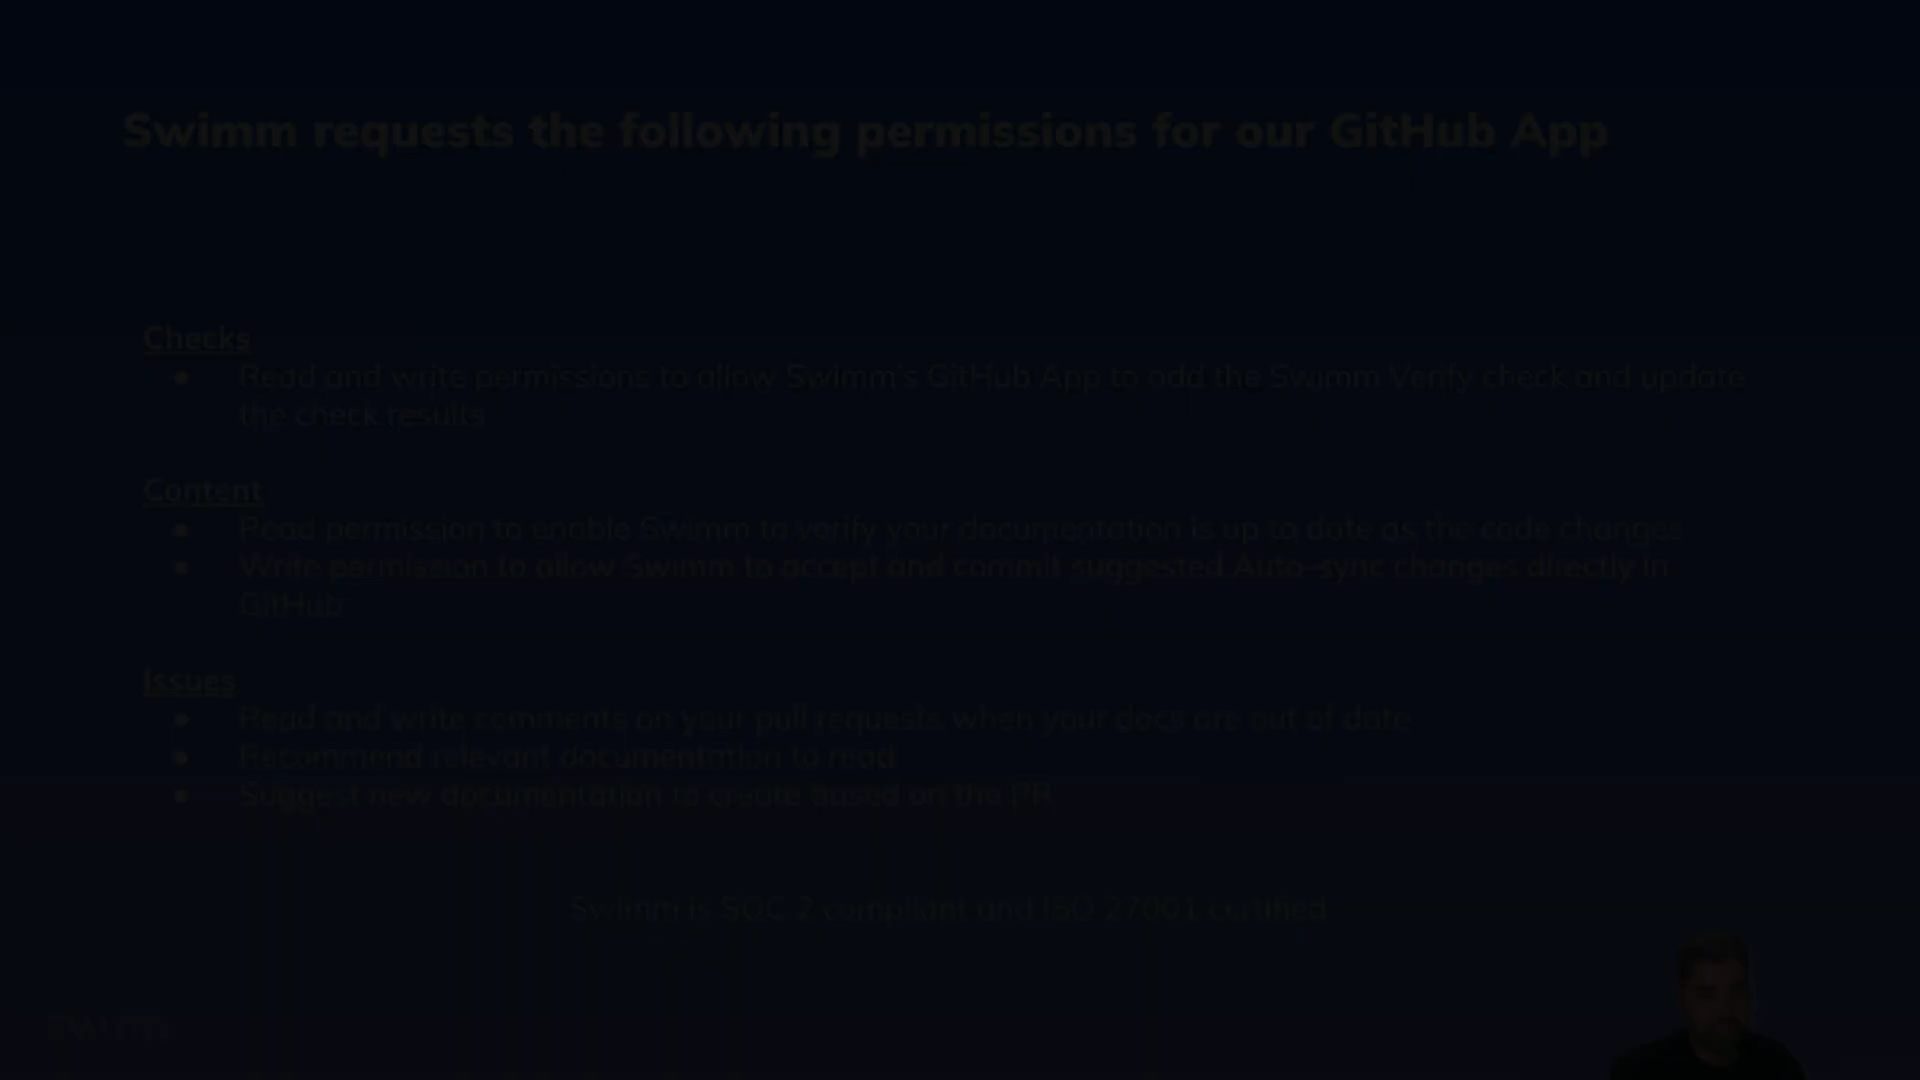 Swimm requests the following permissions for our GitHub App
Checks
● Read and write permissions to allow Swimm's GitHub App to add the Swimm Verify check and update
the check results
Content
● Read permission to enable Swimm to verify your documentation is up to date as the code changes
● Write permission to allow Swimm to accept and commit suggested Auto-sync changes directly in
GitHub
Issues
● Read and write comments on your pull requests when your docs are out of date
● Recommend relevant documentation to read
● Suggest new documentation to create based on the PR
Swimm is SOC 2 compliant and ISO 27001 certified